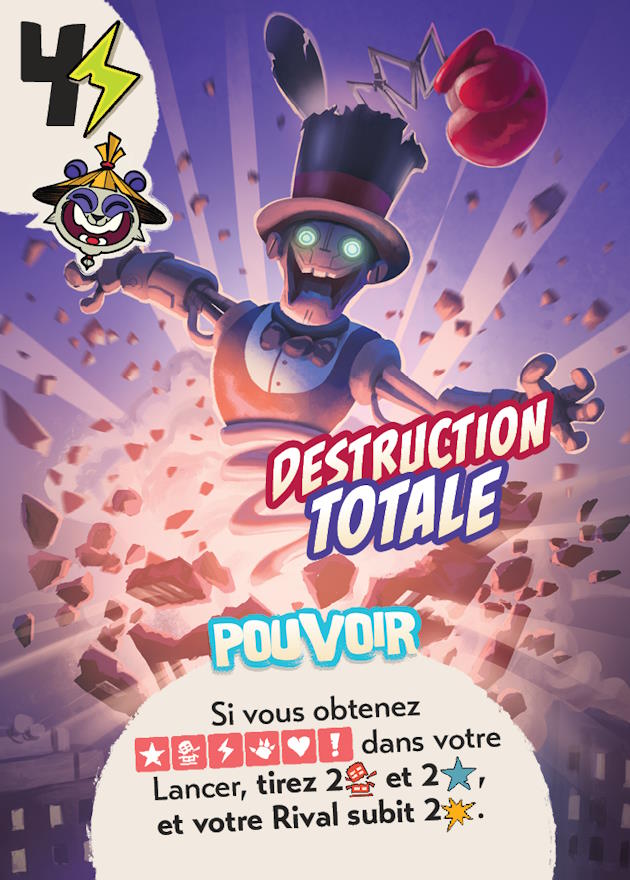 4
DESTRUCTION
TOTALE
POUVOIR
Si vous obtenez
! dans votre
Lancer, tirez 2 et 2,
et votre Rival subit 2.